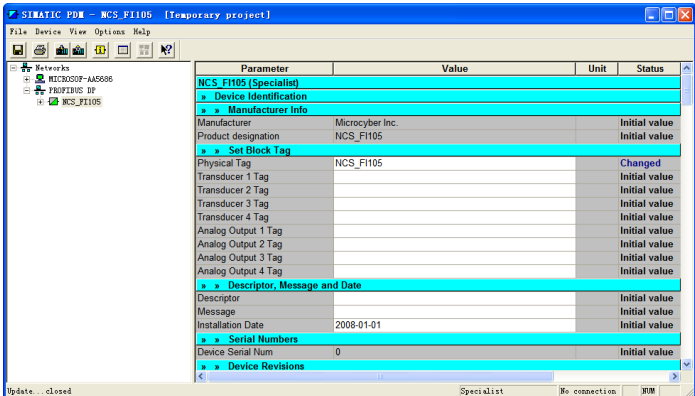 SIMATIC PDM - NCS_FI105 [Temporary project]
File Device View Options Help
Networks
MICROSOF-AA5686
PROFIBUS DP
NCS_FI105
Parameter Value Unit Status
NCS_FI105 (Specialist)
» Device Identification
» » Manufacturer Info
Manufacturer Microcyber Inc. Initial value
Product designation NCS_FI105 Initial value
» » Set Block Tag
Physical Tag NCS_FI105 Changed
Transducer 1 Tag Initial value
Transducer 2 Tag Initial value
Transducer 3 Tag Initial value
Transducer 4 Tag Initial value
Analog Output 1 Tag Initial value
Analog Output 2 Tag Initial value
Analog Output 3 Tag Initial value
Analog Output 4 Tag Initial value
» » Descriptor, Message and Date
Descriptor Initial value
Message Initial value
Installation Date 2008-01-01 Initial value
» » Serial Numbers
Device Serial Num 0 Initial value
» » Device Revisions
Update...closed Specialist No connection NUM